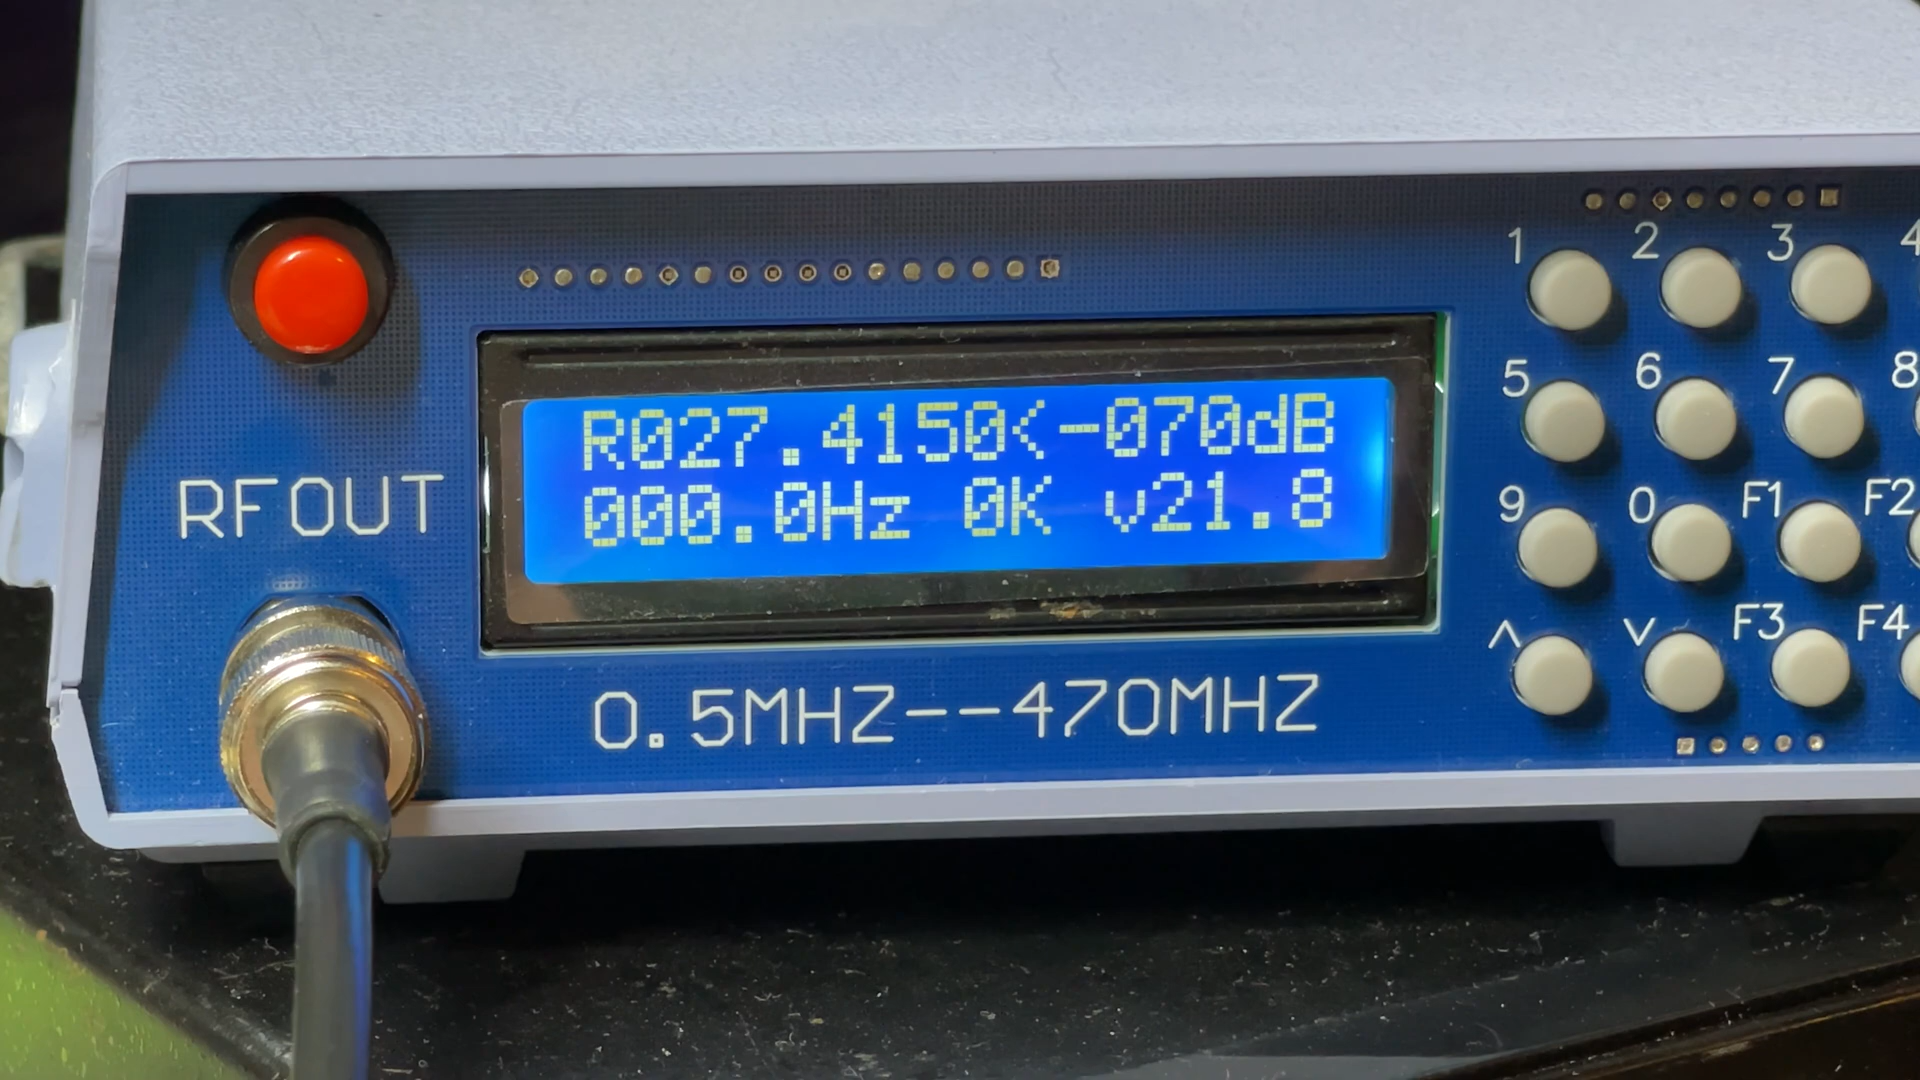 1 2 3 4
R027.4150<-070dB
5 6 7 8
000.0Hz 0K v21.8
RFOUT
9 0 F1 F2
^ v F3 F4
0.5MHZ--470MHZ